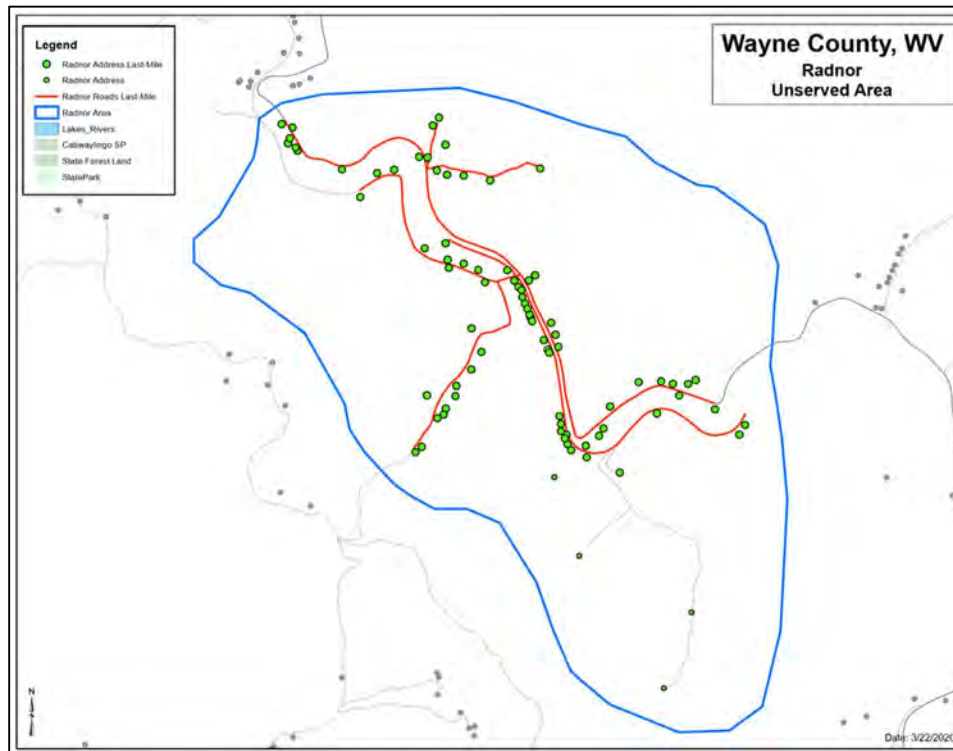 Legend
Radnor Address Last-Mile
Radnor Address
Radnor Roads Last-Mile
Radnor Area
Lakes_Rivers
Cabwaylingo SP
State Forest Land
StatePark
Wayne County, WV
Radnor
Unserved Area
N
Date: 3/22/2020